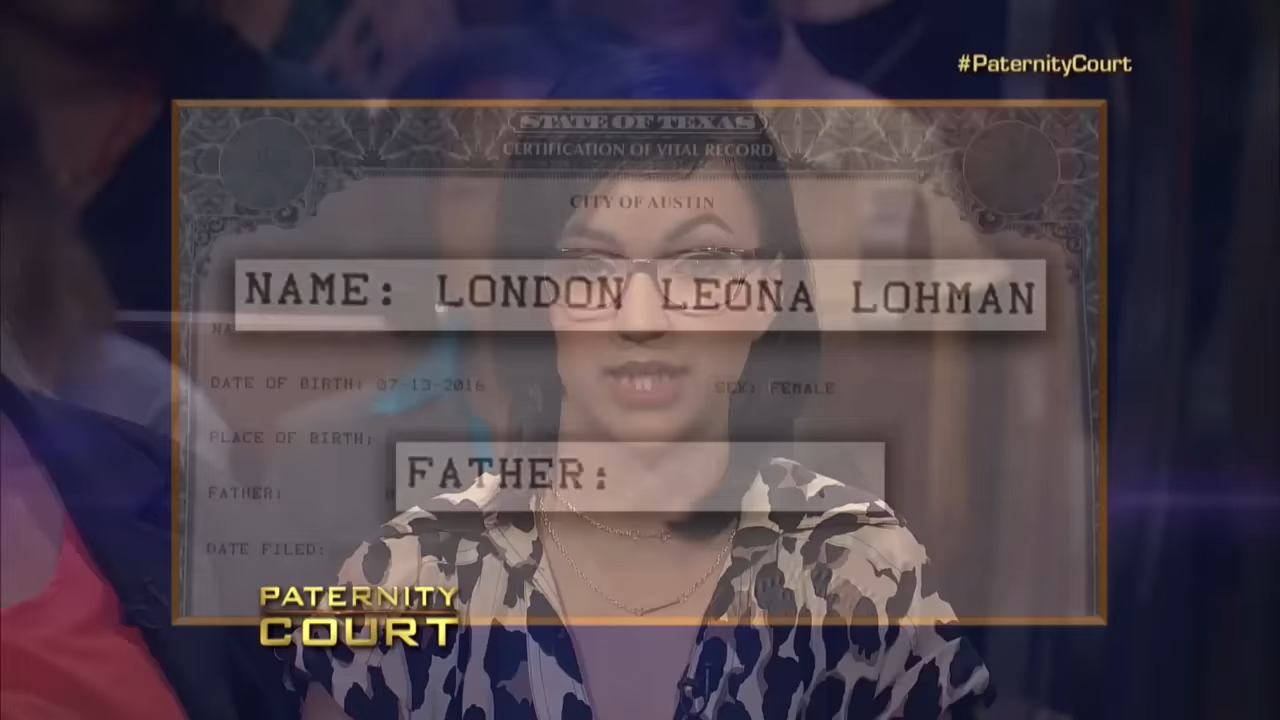 #PaternityCourt
STATE OF TEXAS
CERTIFICATION OF VITAL RECORD
CITY OF AUSTIN
NAME: LONDON LEONA LOHMAN
NA
DATE OF BIRTH: 07-13-2016 SEX: FEMALE
PLACE OF BIRTH:
FATHER:
FATHER:
DATE FILED:
PATERNITY
COURT